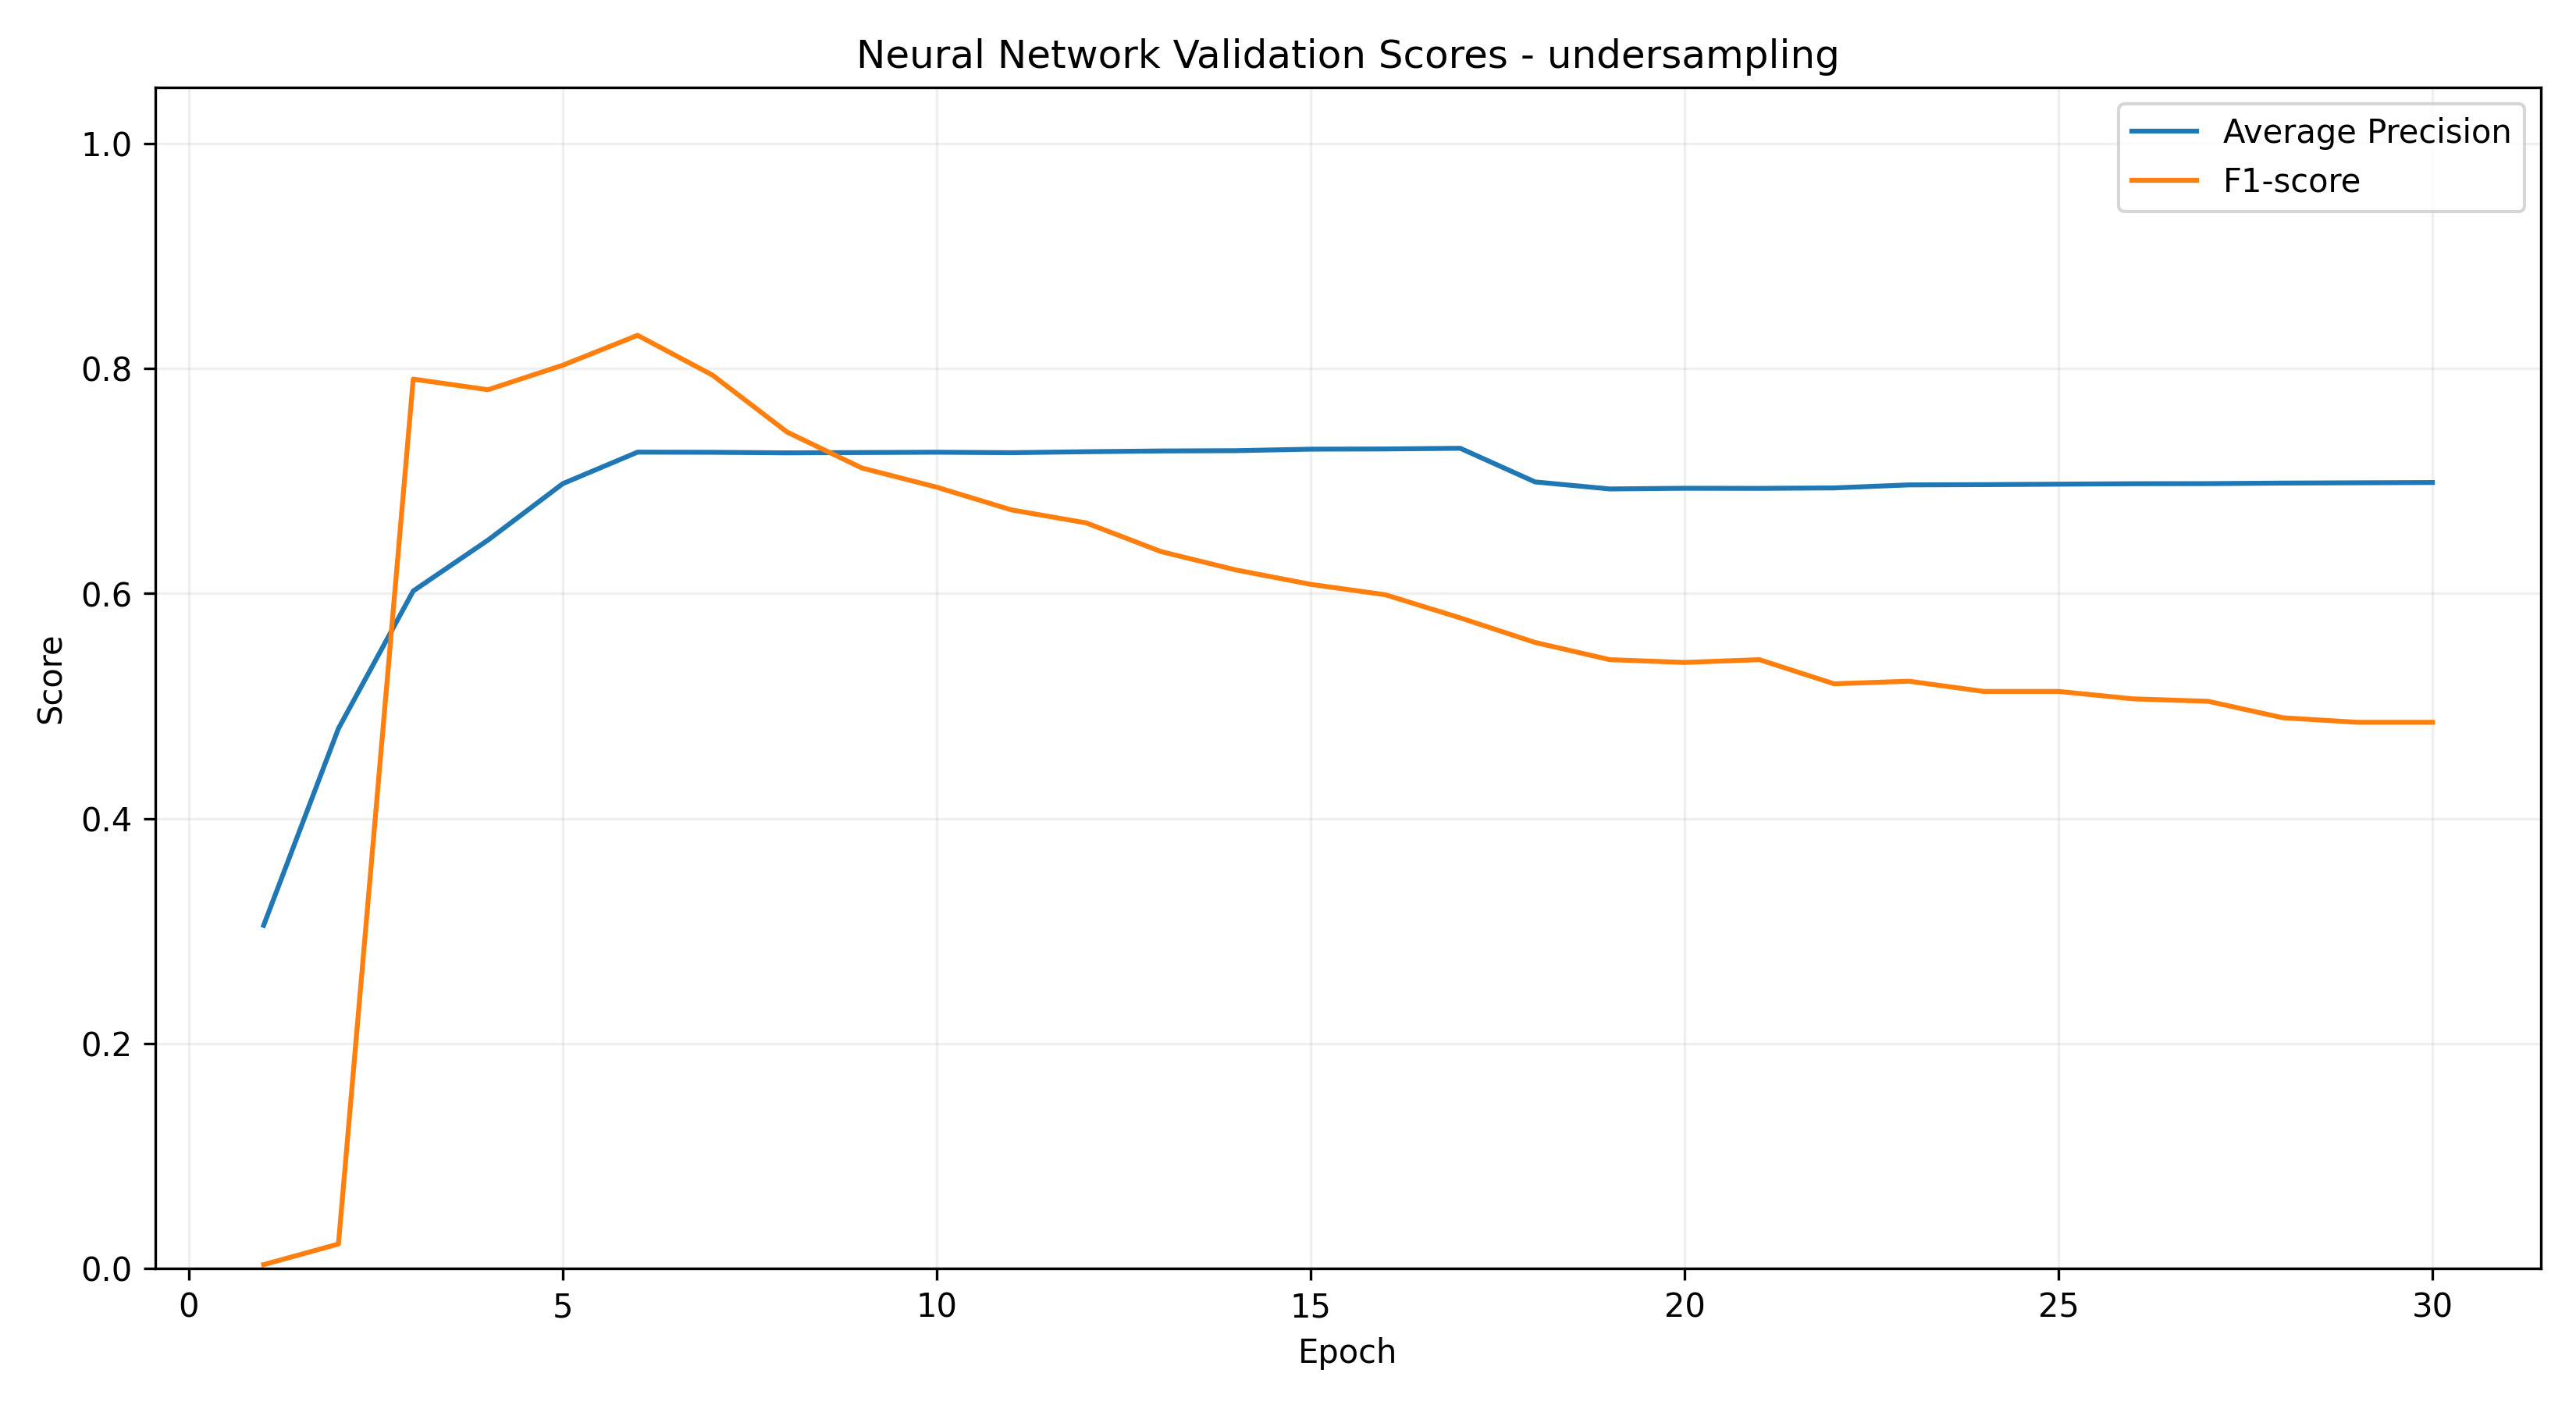 Neural Network Validation Scores - undersampling
Average Precision
F1-score
1.0
0.8
0.6
0.4
0.2
0.0
Score
0 5 10 15 20 25 30
Epoch